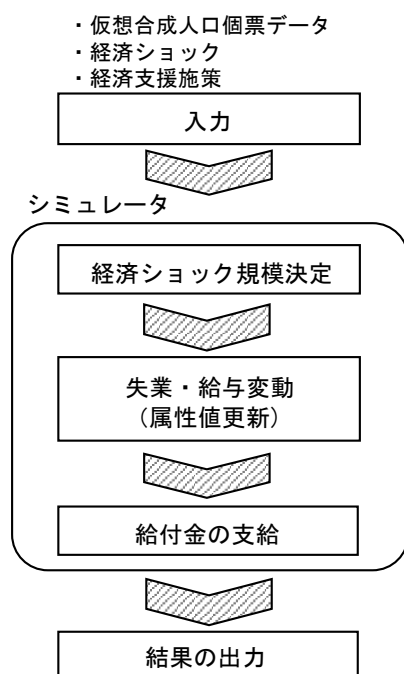 ・仮想合成人口個票データ
・経済ショック
・経済支援施策
入力
シミュレータ
経済ショック規模決定
失業・給与変動
(属性値更新)
給付金の支給
結果の出力